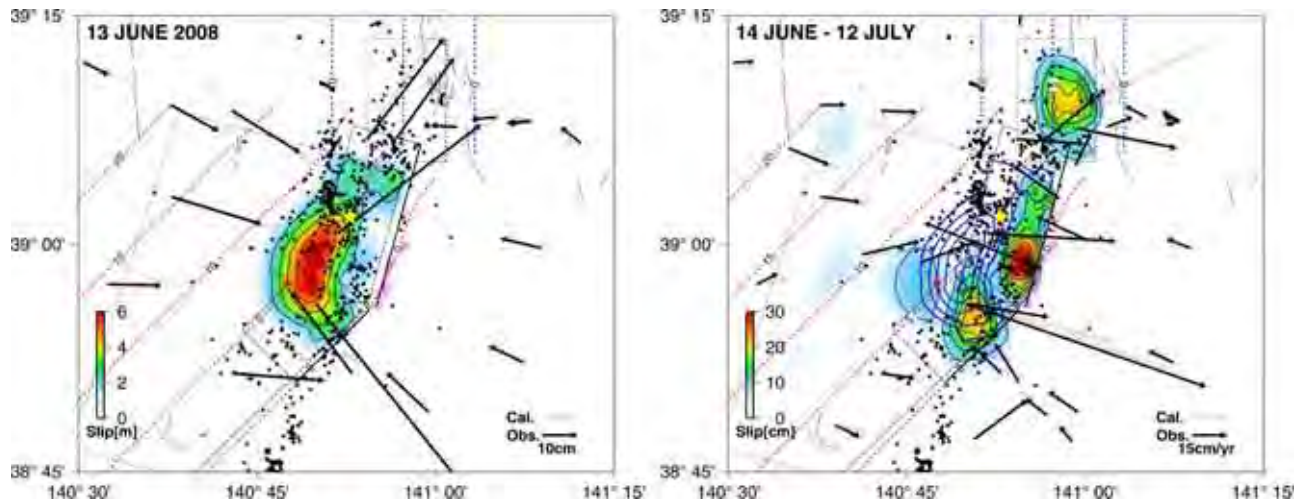 39° 15'
13 JUNE 2008
39° 00'
6
4
2
0
Slip[m]
Cal.
Obs.
10cm
38° 45'
140° 30'
140° 45'
141° 00'
141° 15'
39° 15'
14 JUNE - 12 JULY
39° 00'
30
20
10
0
Slip[cm]
Cal.
Obs.
15cm/yr
38° 45'
140° 30'
140° 45'
141° 00'
141° 15'